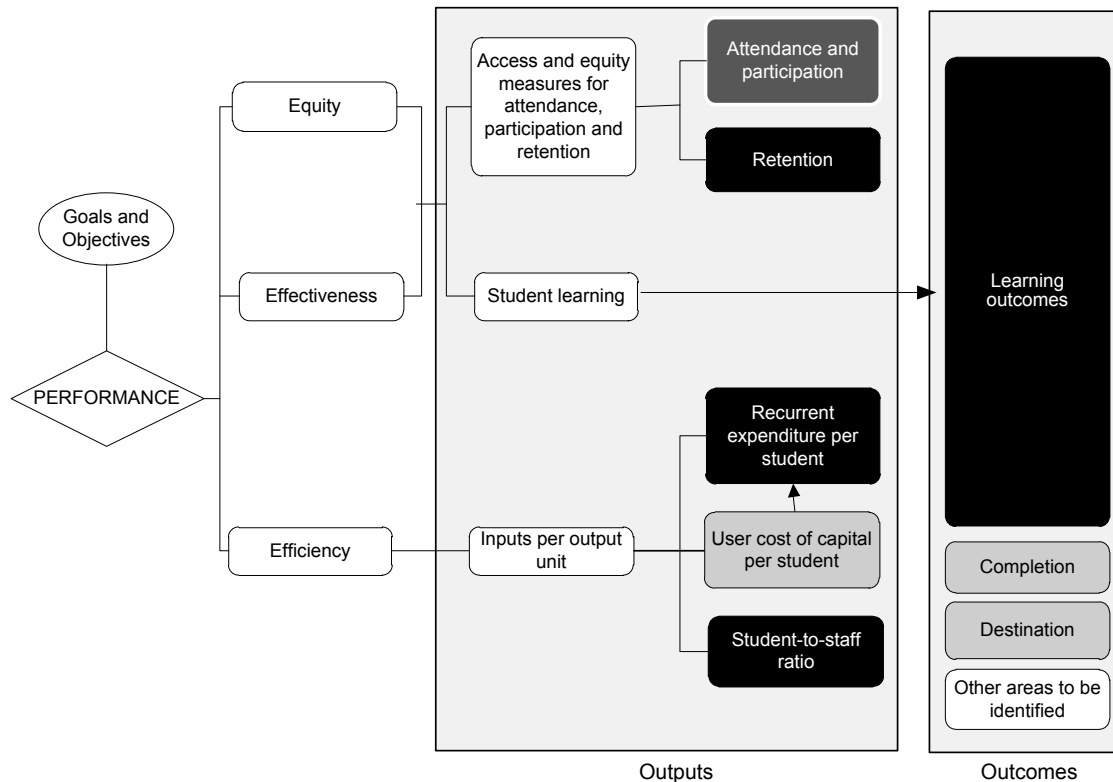 Goals and
Objectives
PERFORMANCE
Equity
Effectiveness
Efficiency
Access and equity
measures for
attendance,
participation and
retention
Student learning
Inputs per output
unit
Attendance and
participation
Retention
Recurrent
expenditure per
student
User cost of capital
per student
Student-to-staff
ratio
Outputs
Learning
outcomes
Completion
Destination
Other areas to be
identified
Outcomes